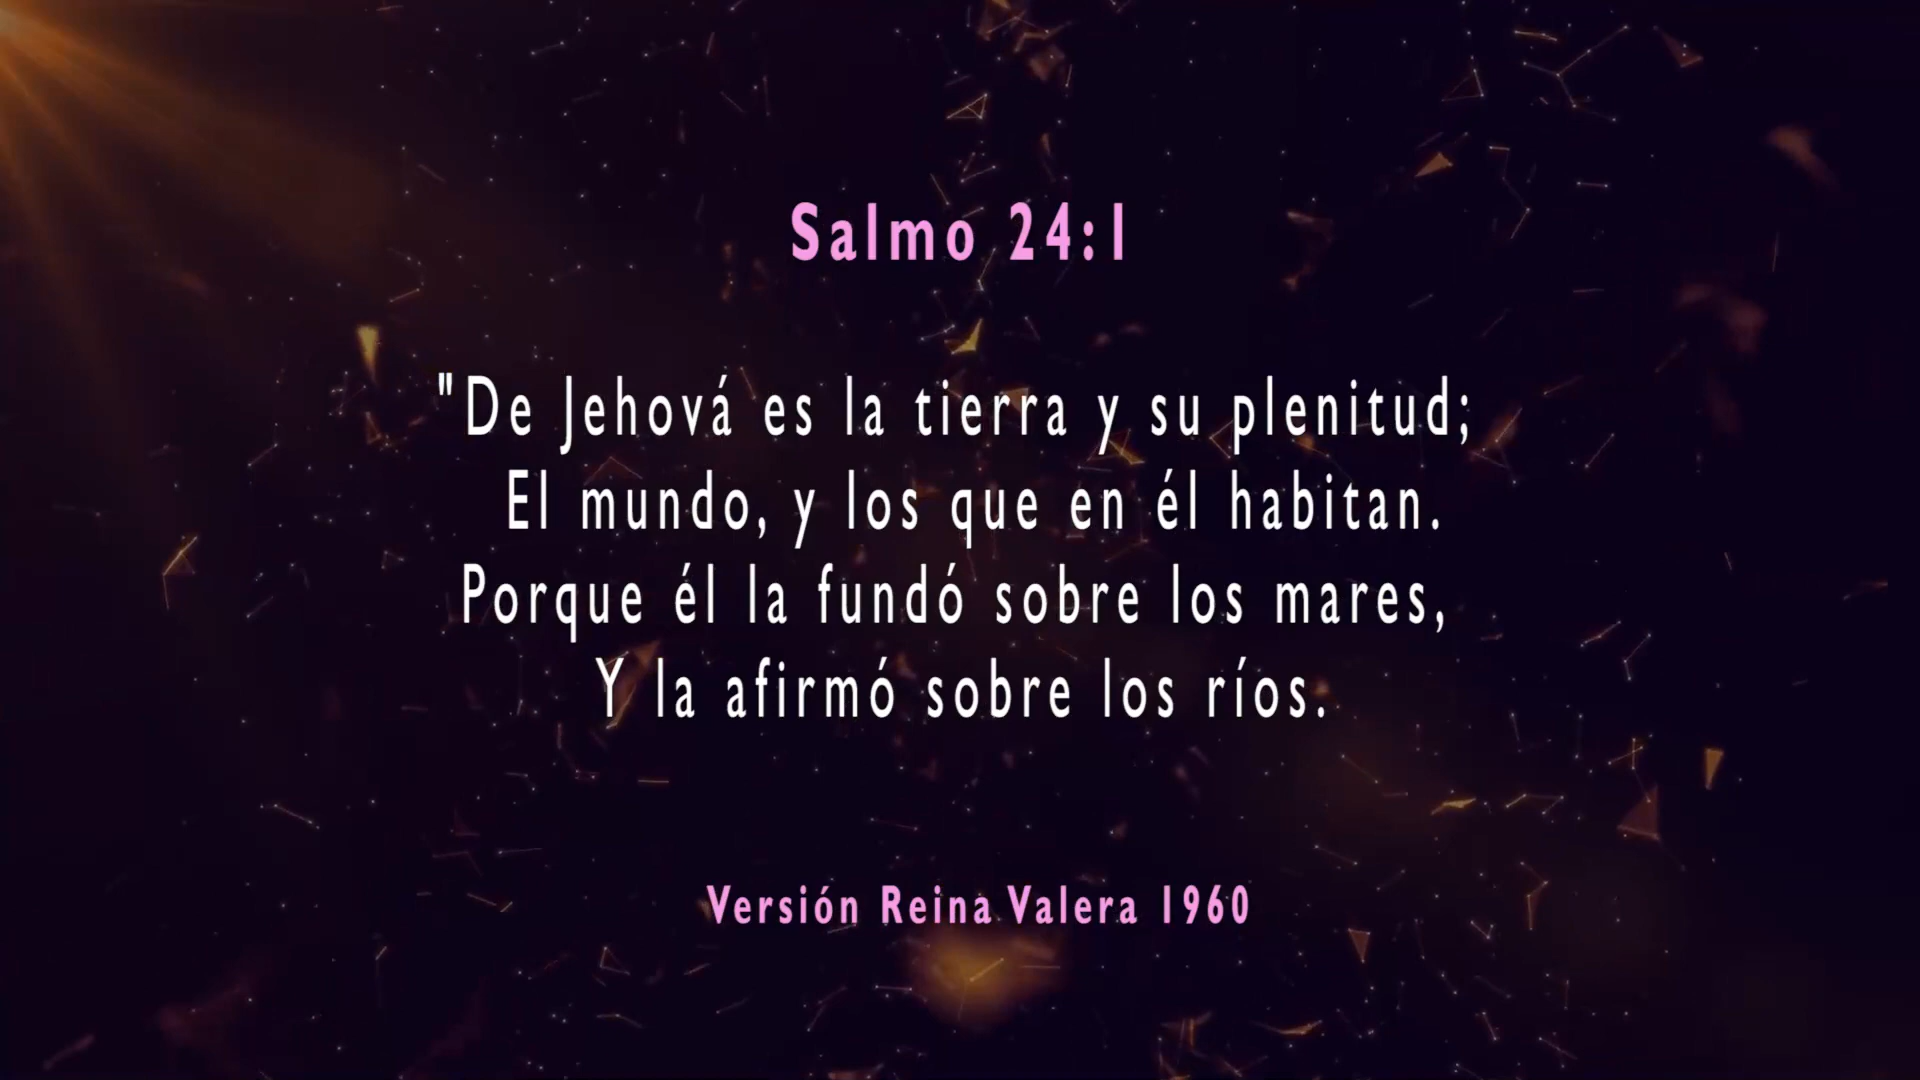 Salmo 24:1
"De Jehová es la tierra y su plenitud;
El mundo, y los que en él habitan.
Porque él la fundó sobre los mares,
Y la afirmó sobre los ríos.
Versión Reina Valera 1960